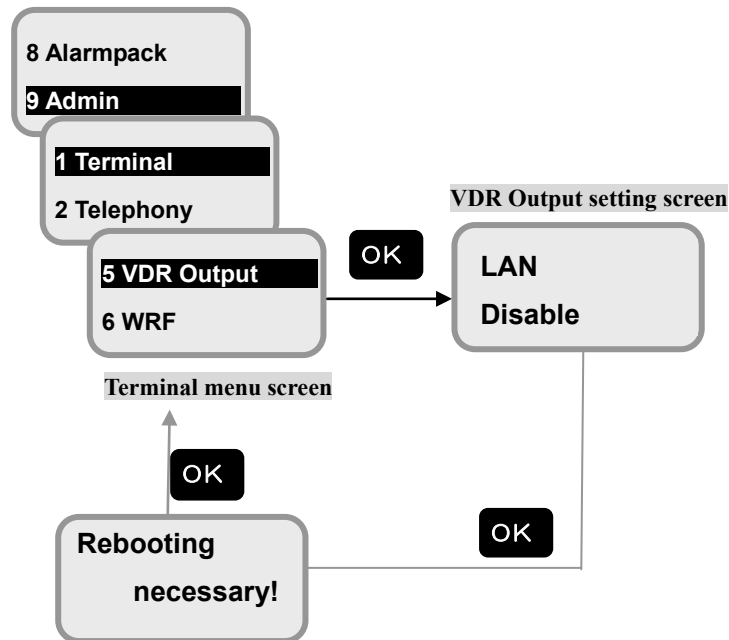 8 Alarmpack
9 Admin
1 Terminal
2 Telephony
5 VDR Output
6 WRF
Terminal menu screen
OK
VDR Output setting screen
LAN
Disable
OK
Rebooting
necessary!
OK